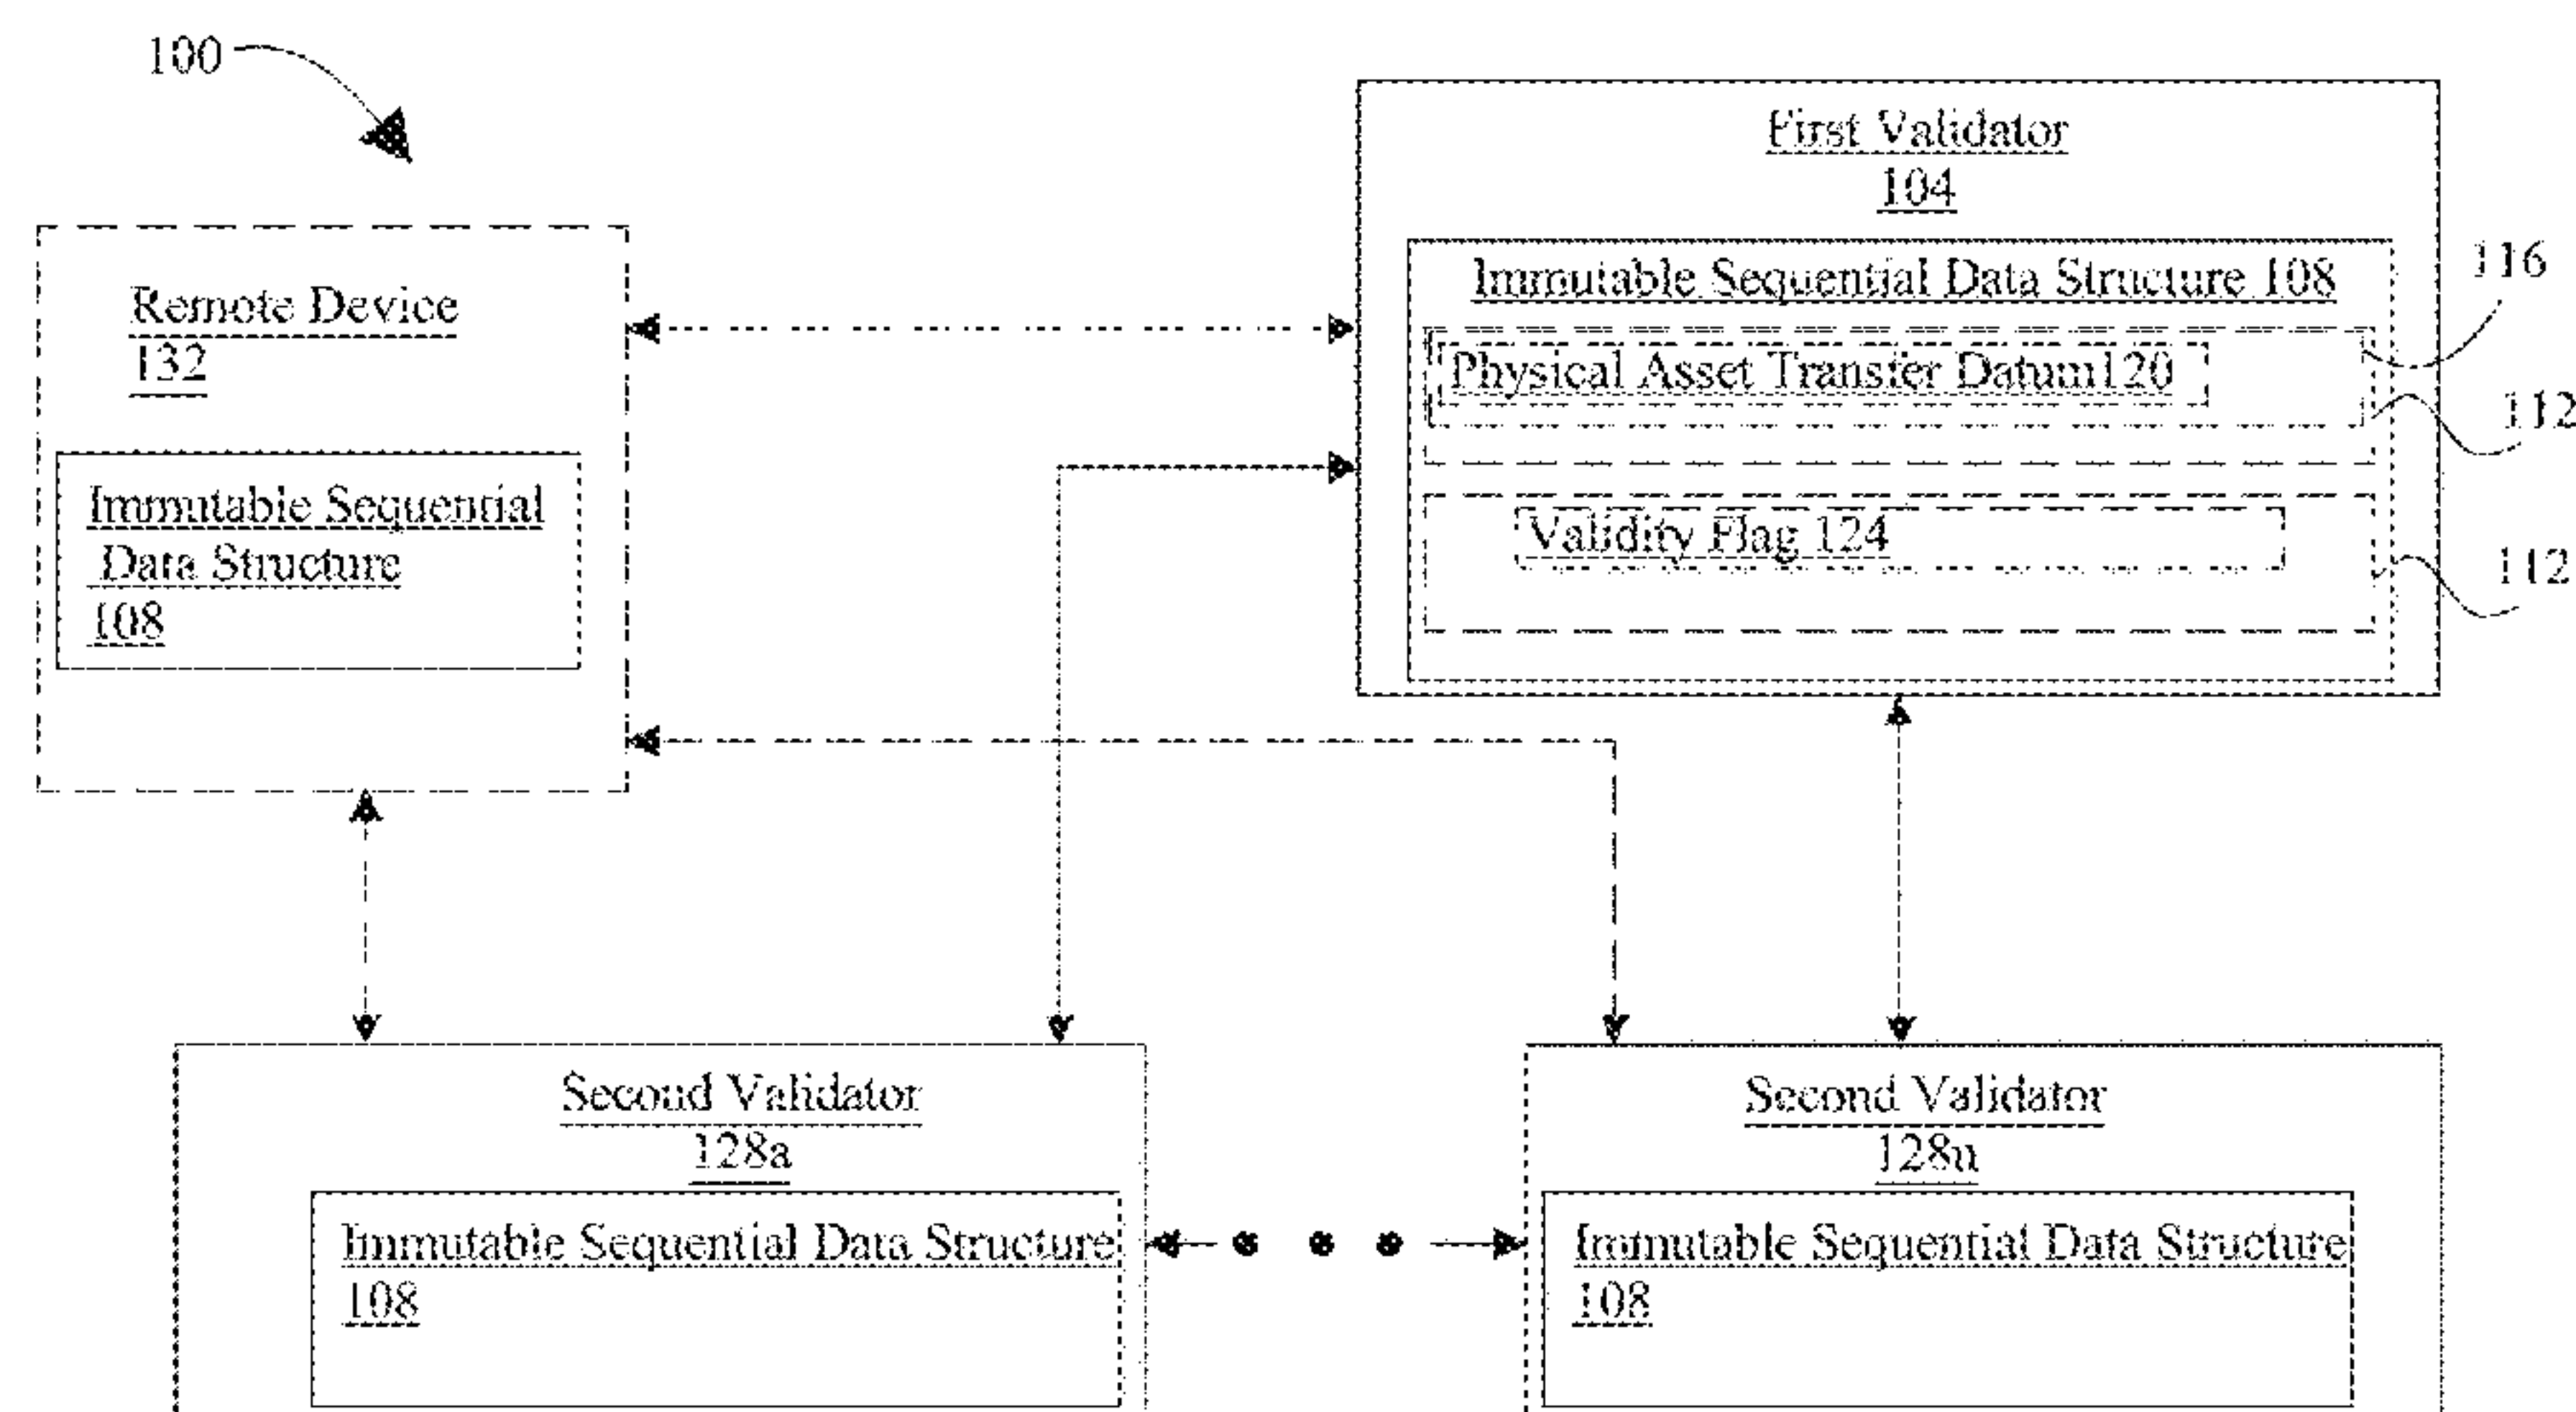 100
First Validator
104
Immutable Sequential Data Structure 108
116
Physical Asset Transfer Datum120
112
Validity Flag 124
112
Remote Device
132
Immutable Sequential
Data Structure
108
Second Validator
128a
Immutable Sequential Data Structure
108
Second Validator
128n
Immutable Sequential Data Structure
108